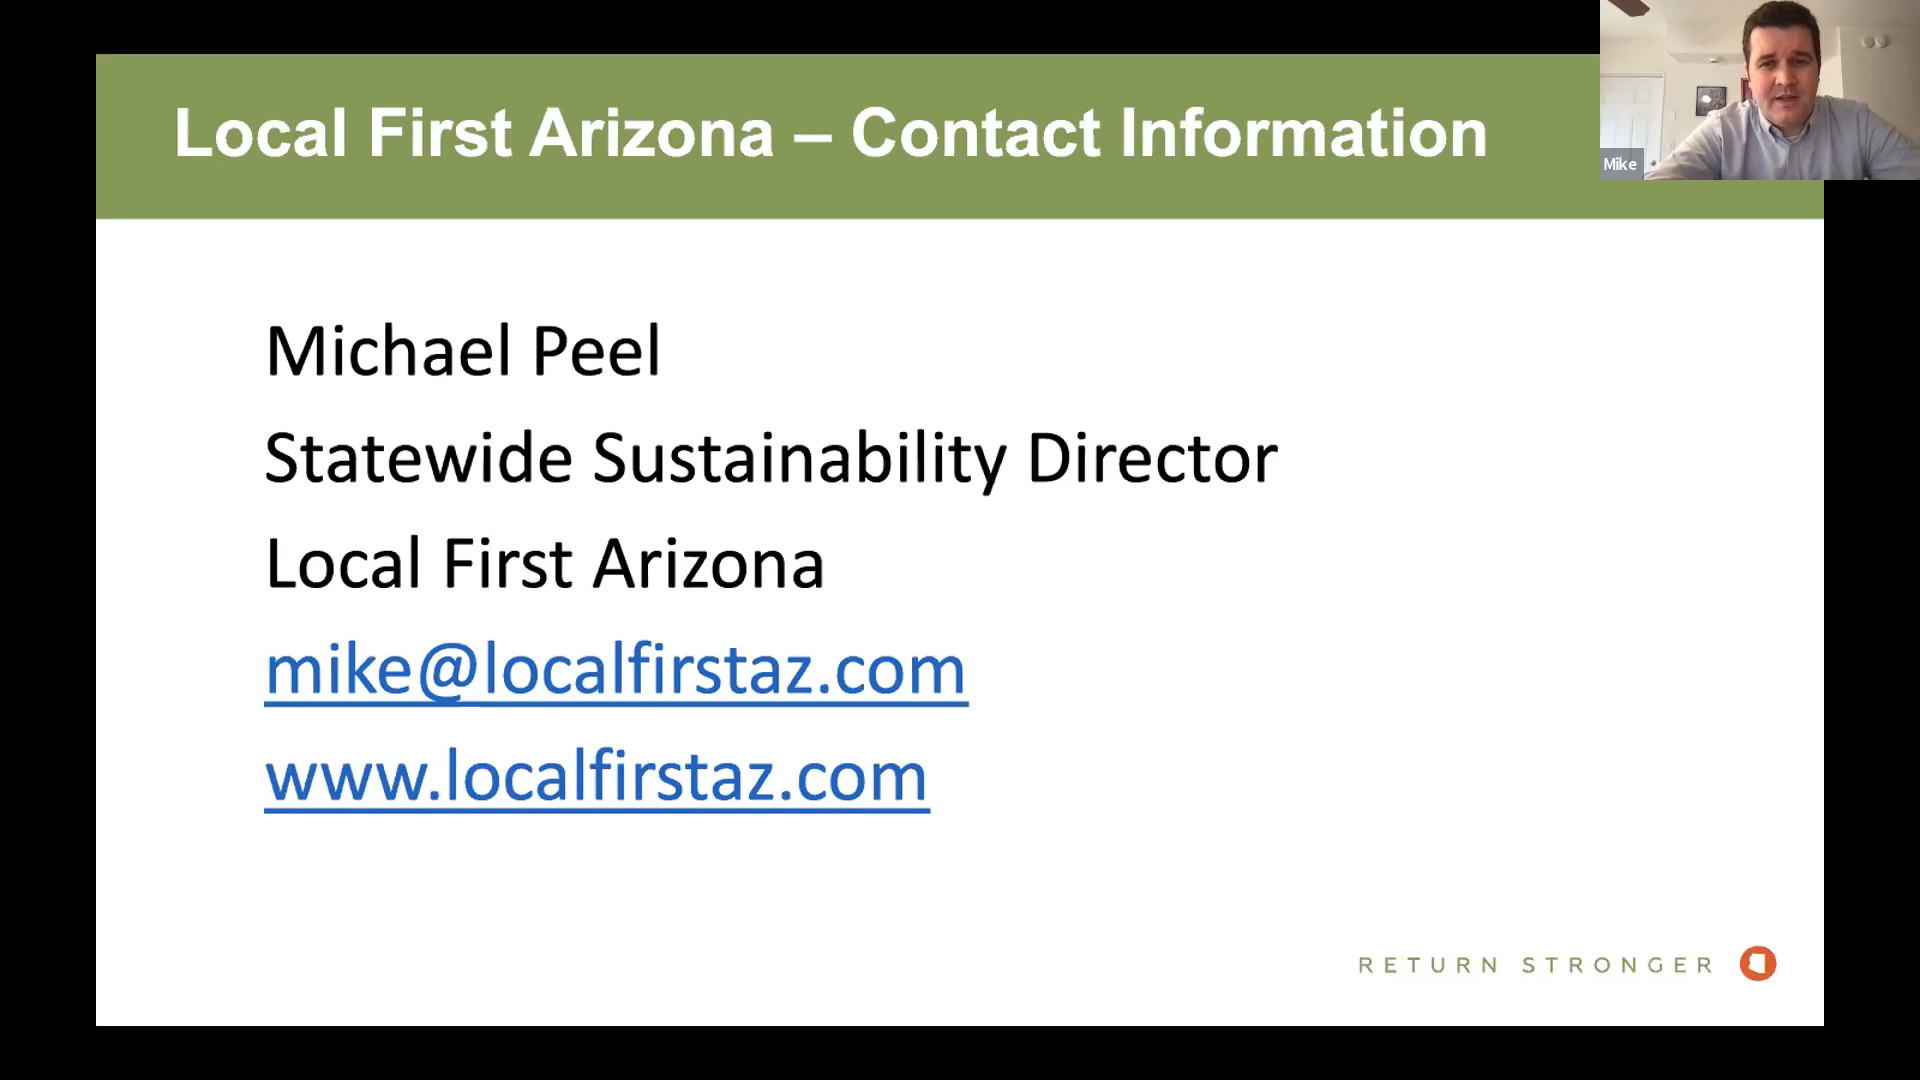 Local First Arizona – Contact Information
Mike
Michael Peel
Statewide Sustainability Director
Local First Arizona
mike@localfirstaz.com
www.localfirstaz.com
RETURN STRONGER